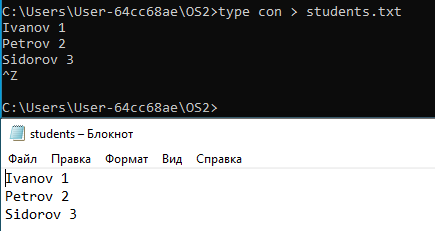 C:\Users\User-64cc68ae\OS2>type con > students.txt
Ivanov 1
Petrov 2
Sidorov 3
^Z
C:\Users\User-64cc68ae\OS2>
students – Блокнот
Файл Правка Формат Вид Справка
Ivanov 1
Petrov 2
Sidorov 3